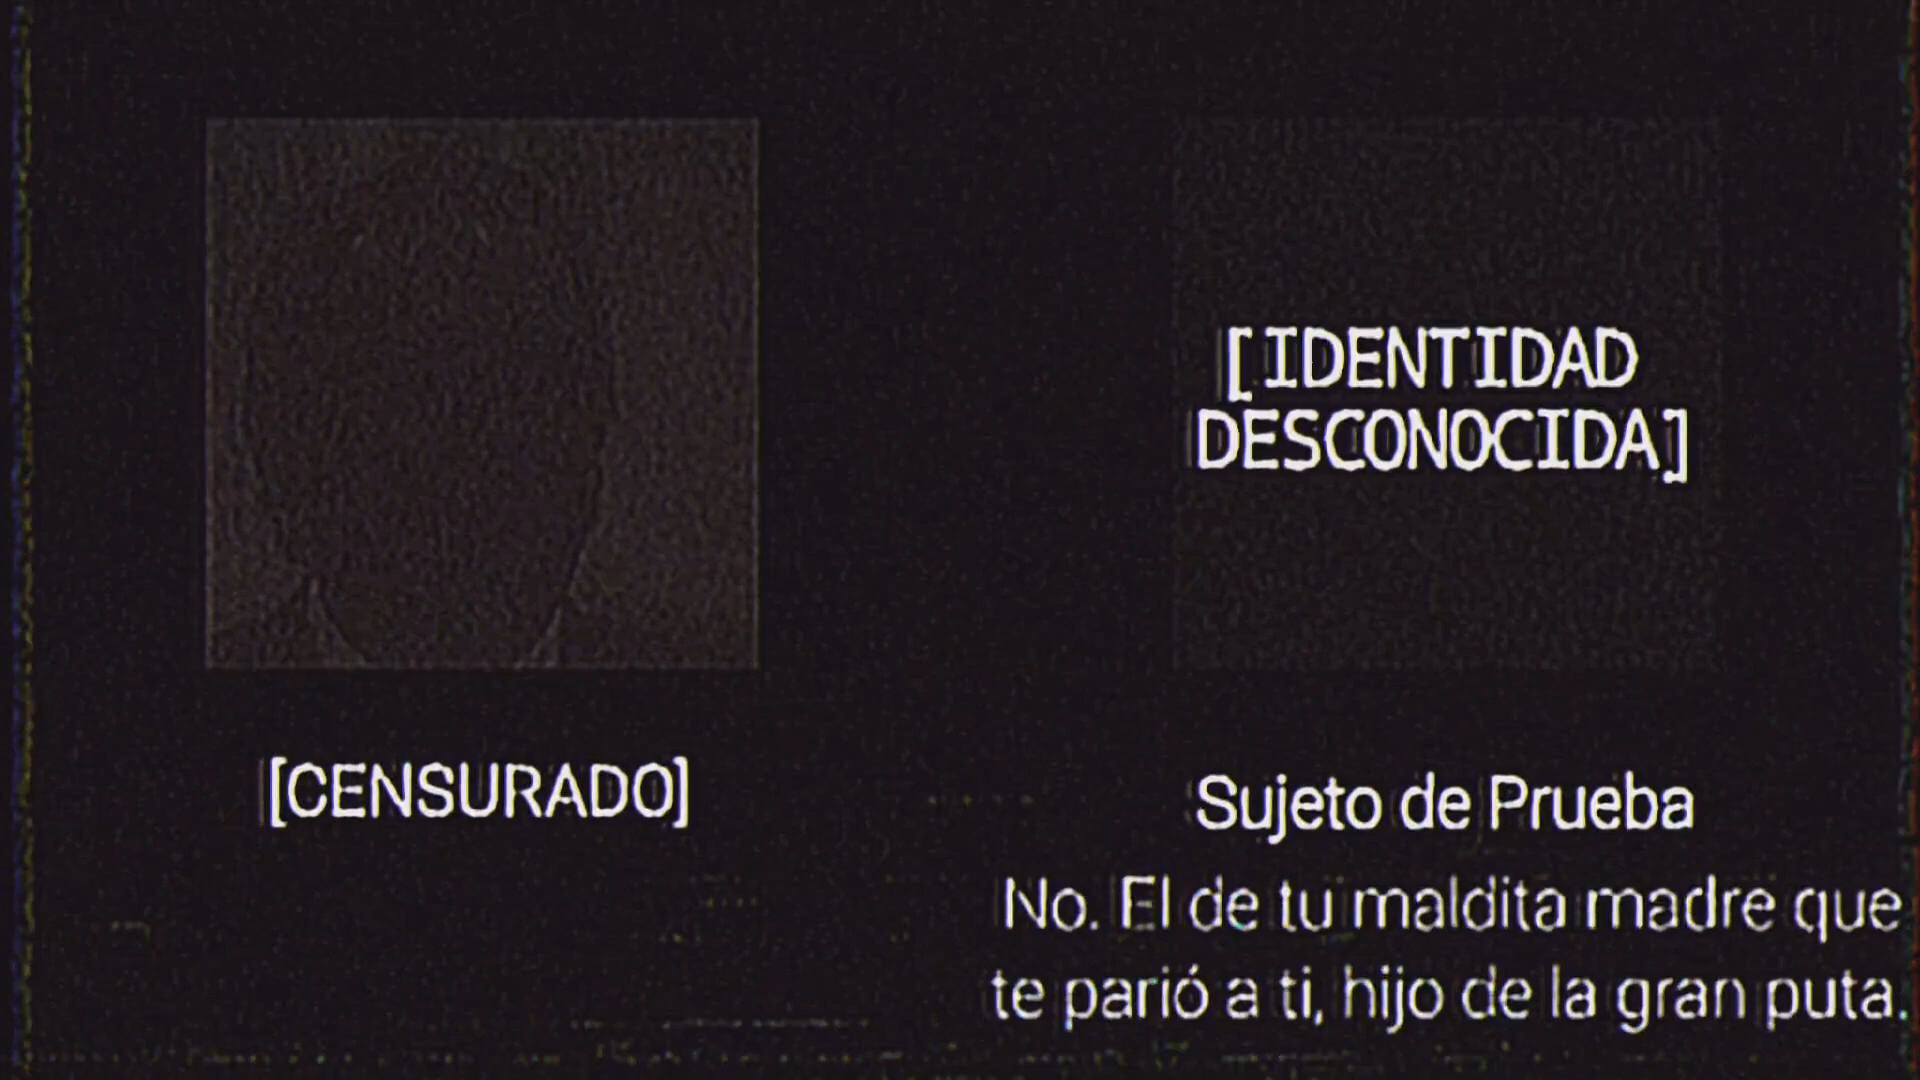 [IDENTIDAD
DESCONOCIDA]
[CENSURADO]
Sujeto de Prueba
No. El de tu maldita madre que
te parió a ti, hijo de la gran puta.